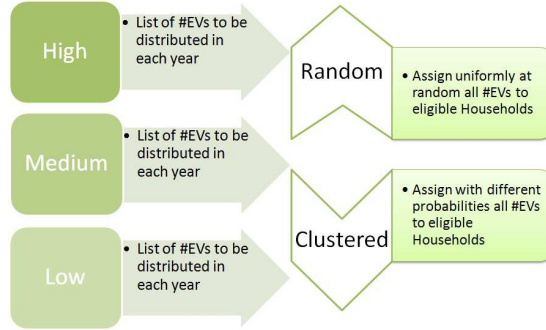 High
• List of #EVs to be
distributed in
each year
Medium
• List of #EVs to be
distributed in
each year
Low
• List of #EVs to be
distributed in
each year
Random
• Assign uniformly at
random all #EVs to
eligible Households
Clustered
• Assign with different
probabilities all #EVs
to eligible
Households